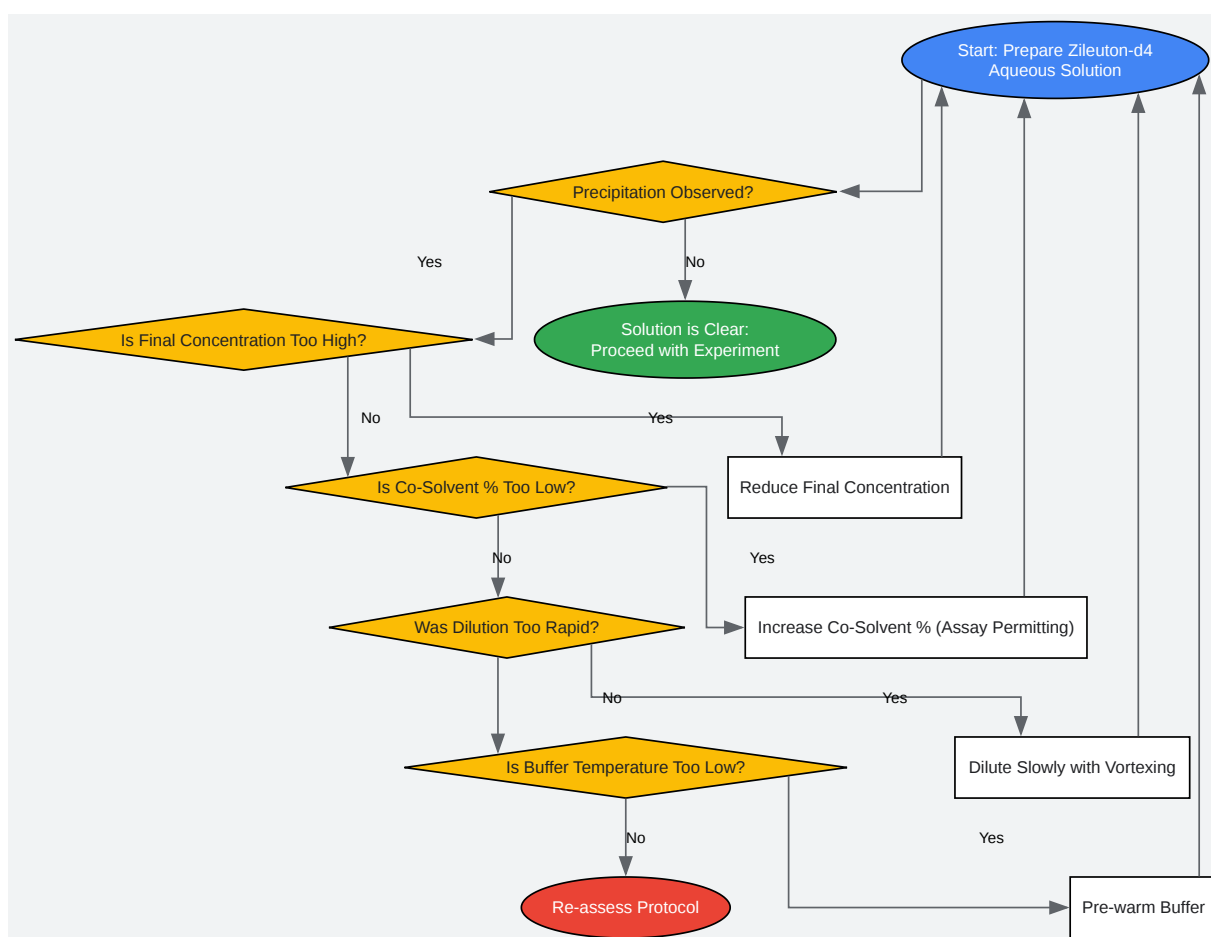 Start: Prepare Zileuton-d4
Aqueous Solution
Precipitation Observed?
Yes
No
Is Final Concentration Too High?
Solution is Clear:
Proceed with Experiment
No
Yes
Is Co-Solvent % Too Low?
Reduce Final Concentration
No
Yes
Was Dilution Too Rapid?
Increase Co-Solvent % (Assay Permitting)
No
Yes
Is Buffer Temperature Too Low?
Dilute Slowly with Vortexing
No
Yes
Re-assess Protocol
Pre-warm Buffer